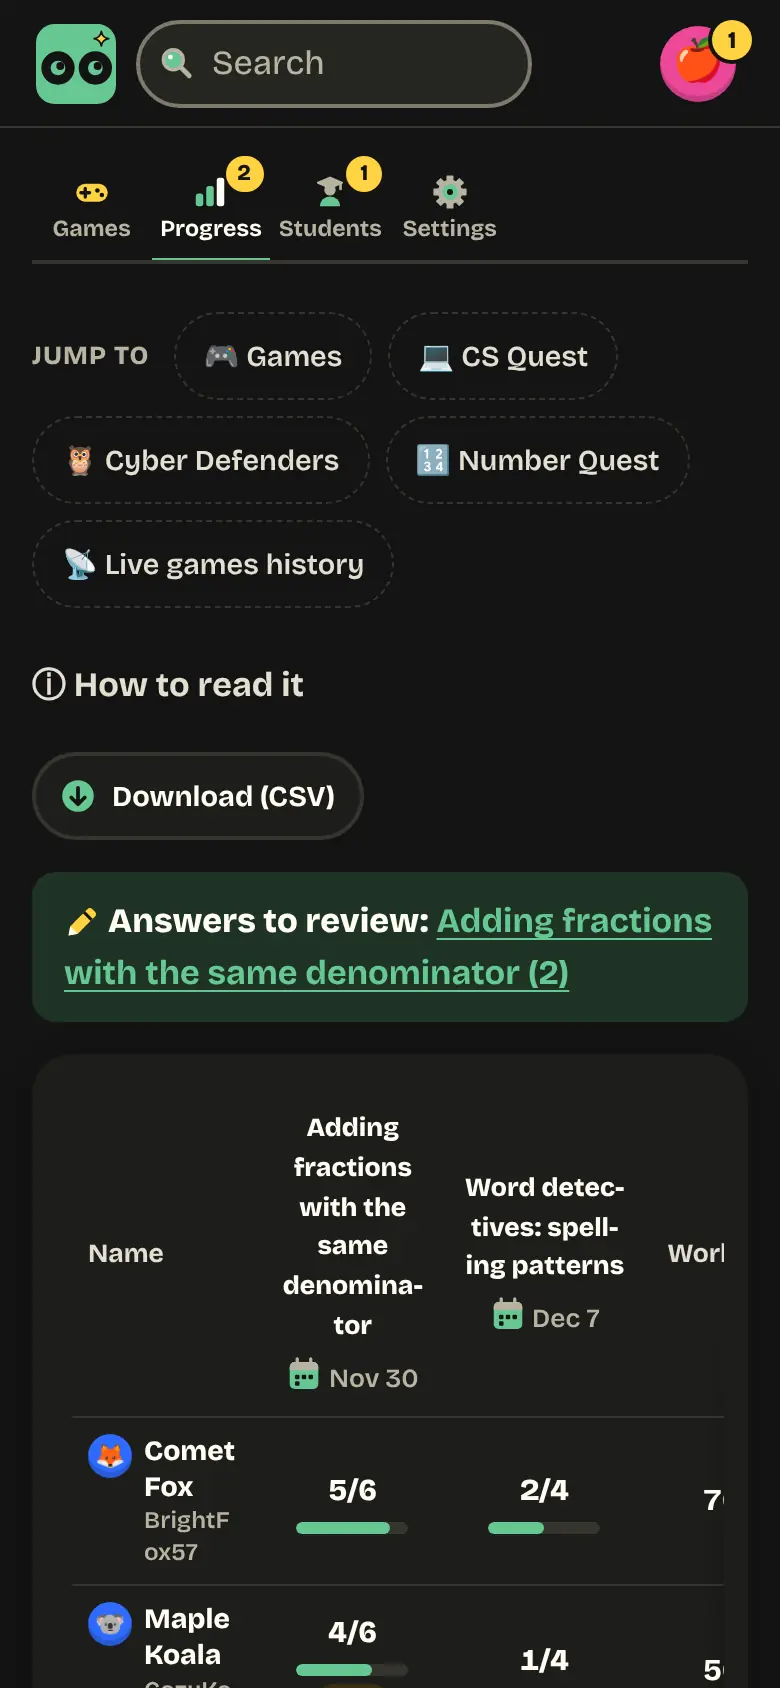 Search
1
2
1
Games
Progress
Students
Settings
JUMP TO
Games
CS Quest
Cyber Defenders
Number Quest
Live games history
How to read it
Download (CSV)
Answers to review: Adding fractions
with the same denominator (2)
Name
Adding
fractions
with the
same
denomina-
tor
Nov 30
Word detec-
tives: spell-
ing patterns
Dec 7
Comet
Fox
BrightF
ox57
5/6
2/4
Maple
Koala
4/6
1/4